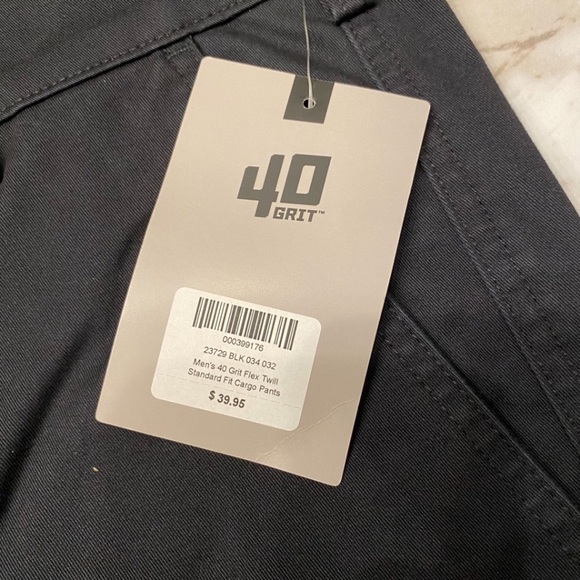 40
GRIT™
000399176
23729 BLK 034 032
Men's 40 Grit Flex Twill
Standard Fit Cargo Pants
$ 39.95